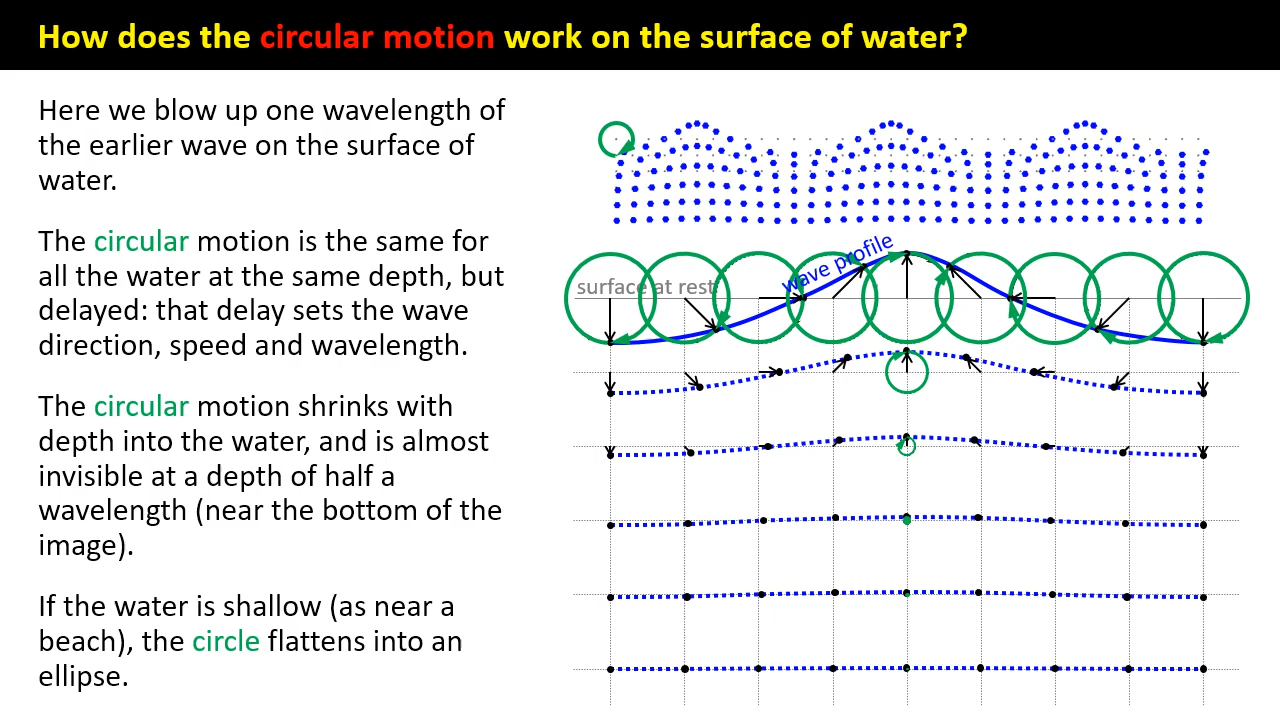 How does the circular motion work on the surface of water?
Here we blow up one wavelength of
the earlier wave on the surface of
water.
The circular motion is the same for
all the water at the same depth, but
delayed: that delay sets the wave
direction, speed and wavelength.
The circular motion shrinks with
depth into the water, and is almost
invisible at a depth of half a
wavelength (near the bottom of the
image).
If the water is shallow (as near a
beach), the circle flattens into an
ellipse.
wave profile
surface at rest